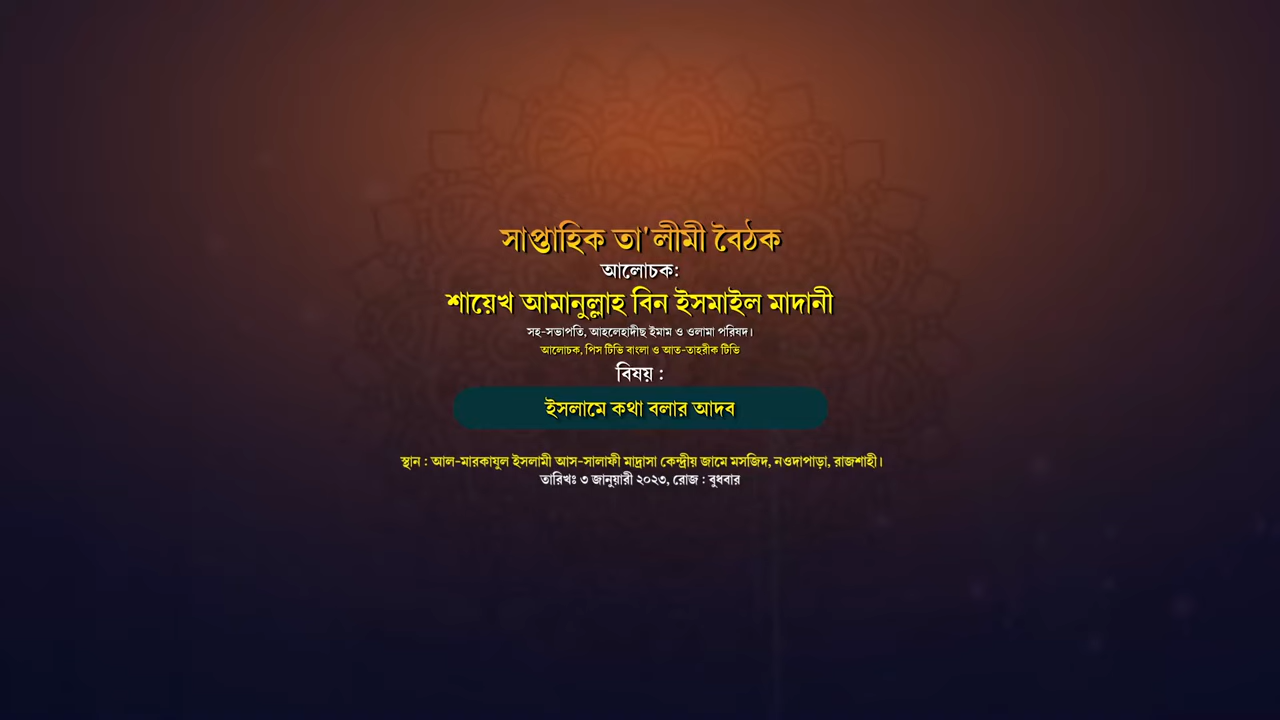 সাপ্তাহিক তা'লীমী বৈঠক
আলোচক:
শায়েখ আমানুল্লাহ বিন ইসমাইল মাদানী
সহ-সভাপতি, আহলেহাদীছ ইমাম ও ওলামা পরিষদ।
আলোচক, পিস টিভি বাংলা ও আত-তাহরীক টিভি
বিষয় :
ইসলামে কথা বলার আদব
স্থান : আল-মারকাযুল ইসলামী আস-সালাফী মাদ্রাসা কেন্দ্রীয় জামে মসজিদ, নওদাপাড়া, রাজশাহী।
তারিখঃ ৩ জানুয়ারী ২০২৩, রোজ : বুধবার